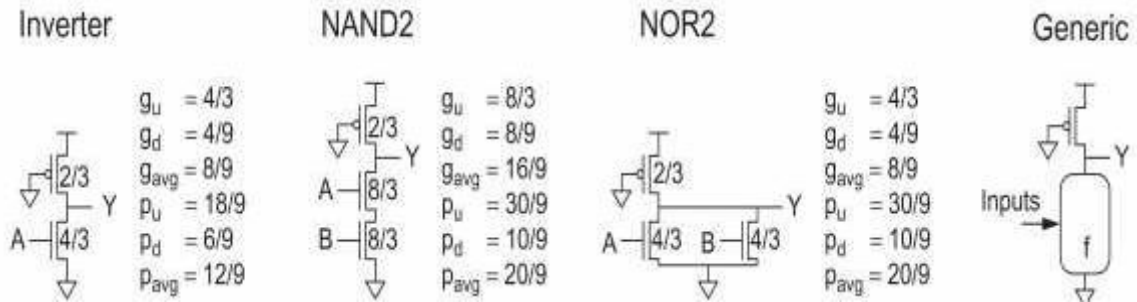 Inverter
NAND2
NOR2
Generic
2/3
A
4/3
Y
g_u = 4/3
g_d = 4/9
g_avg = 8/9
p_u = 18/9
p_d = 6/9
p_avg = 12/9
2/3
Y
A
8/3
B
8/3
g_u = 8/3
g_d = 8/9
g_avg = 16/9
p_u = 30/9
p_d = 10/9
p_avg = 20/9
2/3
Y
A
4/3
B
4/3
g_u = 4/3
g_d = 4/9
g_avg = 8/9
p_u = 30/9
p_d = 10/9
p_avg = 20/9
Y
Inputs
f